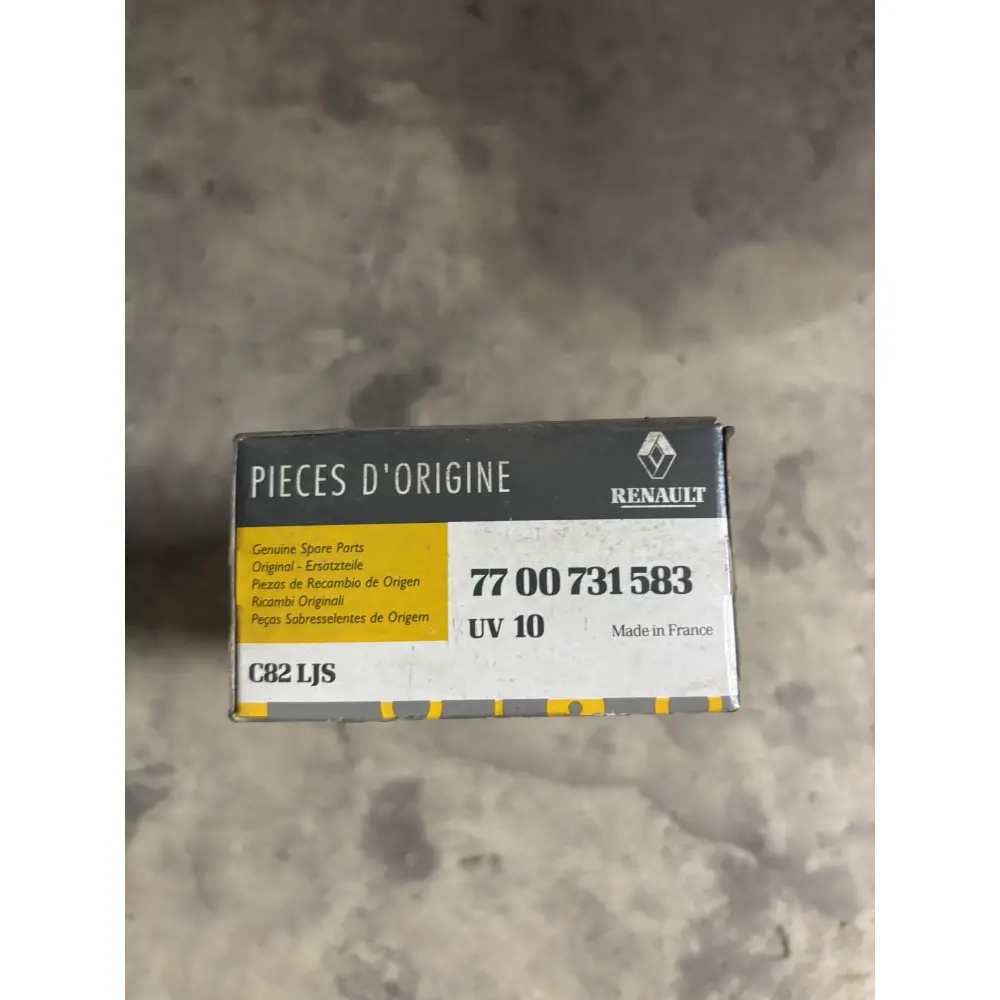 PIECES D'ORIGINE
RENAULT
Genuine Spare Parts
Original - Ersatzteile
Piezas de Recambio de Origen
Ricambi Originali
Peças Sobresselentes de Origem
77 00 731 583
UV 10
Made in France
C82 LJS